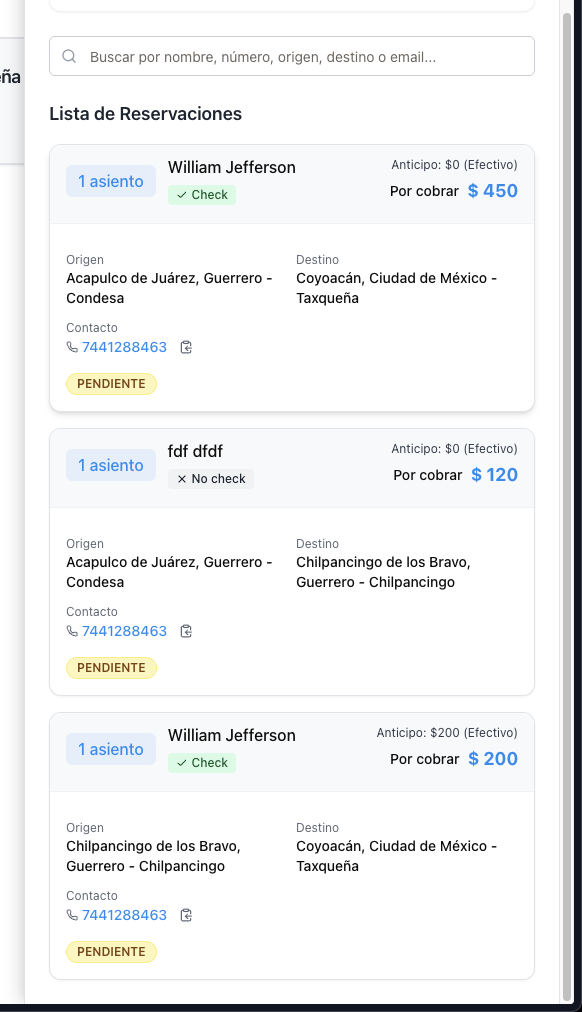 eña
Buscar por nombre, número, origen, destino o email...
Lista de Reservaciones
1 asiento
William Jefferson
Check
Anticipo: $0 (Efectivo)
Por cobrar $ 450
Origen
Acapulco de Juárez, Guerrero -
Condesa
Destino
Coyoacán, Ciudad de México -
Taxqueña
Contacto
7441288463
PENDIENTE
1 asiento
fdf dfdf
No check
Anticipo: $0 (Efectivo)
Por cobrar $ 120
Origen
Acapulco de Juárez, Guerrero -
Condesa
Destino
Chilpancingo de los Bravo,
Guerrero - Chilpancingo
Contacto
7441288463
PENDIENTE
1 asiento
William Jefferson
Check
Anticipo: $200 (Efectivo)
Por cobrar $ 200
Origen
Chilpancingo de los Bravo,
Guerrero - Chilpancingo
Destino
Coyoacán, Ciudad de México -
Taxqueña
Contacto
7441288463
PENDIENTE